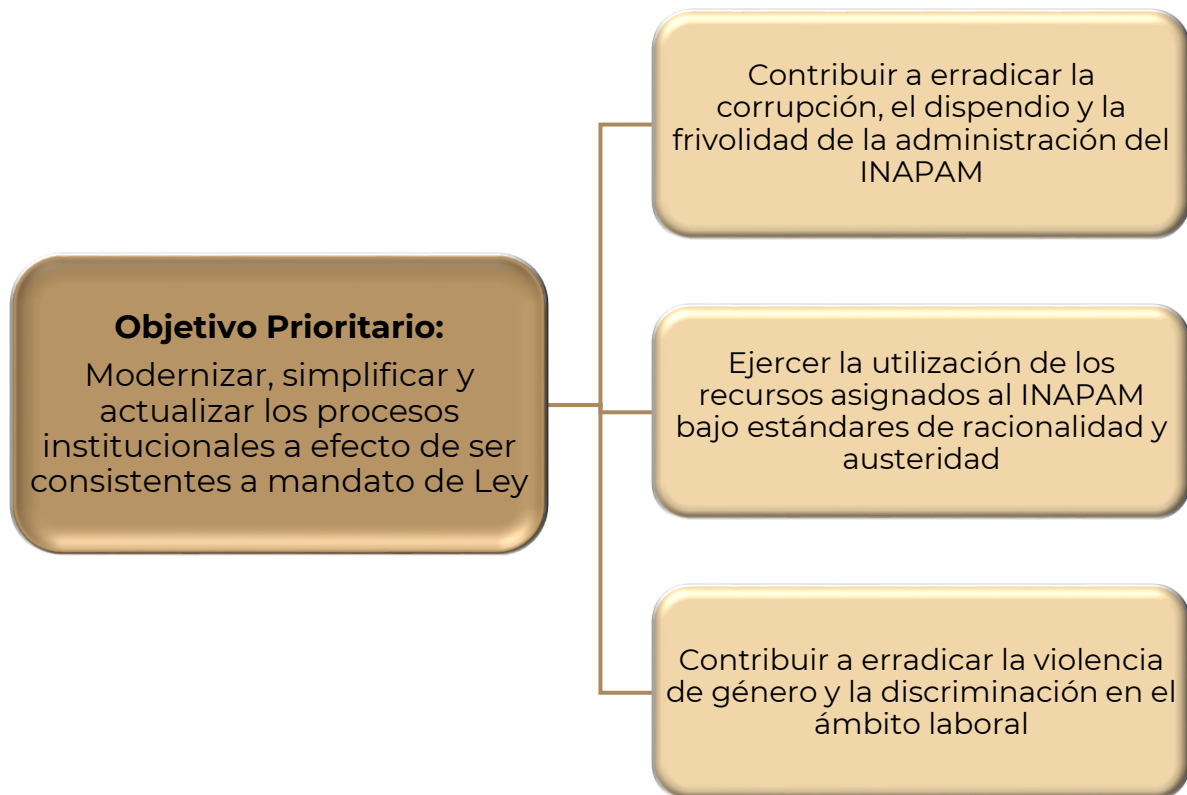 Objetivo Prioritario:
Modernizar, simplificar y
actualizar los procesos
institucionales a efecto de ser
consistentes a mandato de Ley
Contribuir a erradicar la
corrupción, el dispendio y la
frivolidad de la administración del
INAPAM
Ejercer la utilización de los
recursos asignados al INAPAM
bajo estándares de racionalidad y
austeridad
Contribuir a erradicar la violencia
de género y la discriminación en el
ámbito laboral